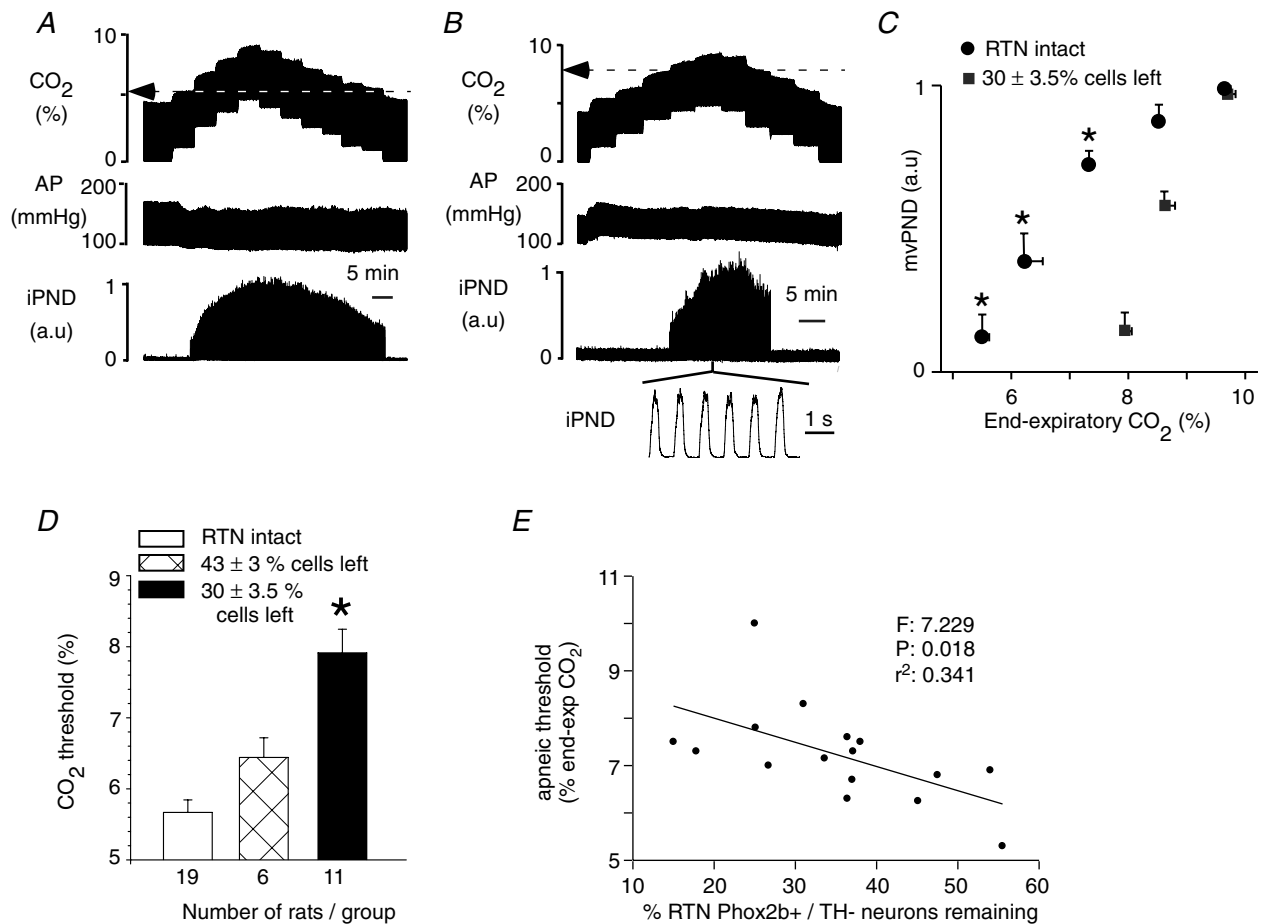 A
10
CO2
(%)
0
AP
(mmHg)
200
100
5 min
iPND
(a.u)
1
0
B
10
CO2
(%)
0
AP
(mmHg)
200
100
iPND
(a.u)
1
0
5 min
iPND
1 s
C
RTN intact
30 ± 3.5% cells left
1
mvPND (a.u)
0
* * *
6 8 10
End-expiratory CO2 (%)
D
RTN intact
43 ± 3 % cells left
30 ± 3.5 %
cells left
*
CO2 threshold (%)
9
8
7
6
5
19 6 11
Number of rats / group
E
apneic threshold
(% end-exp CO2)
11
9
7
5
F: 7.229
P: 0.018
r2: 0.341
10 20 30 40 50 60
% RTN Phox2b+ / TH- neurons remaining